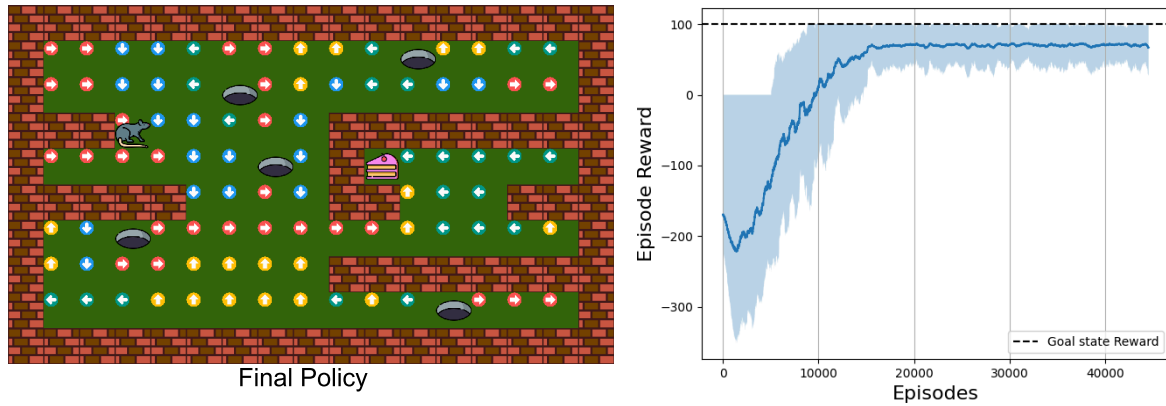 Final Policy
Episode Reward
100
0
−100
−200
−300
0
10000
20000
30000
40000
Episodes
Goal state Reward